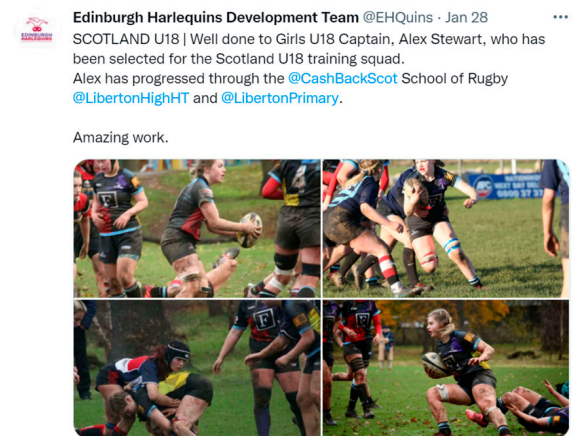 Edinburgh Harlequins Development Team @EHQuins · Jan 28
SCOTLAND U18 | Well done to Girls U18 Captain, Alex Stewart, who has
been selected for the Scotland U18 training squad.
Alex has progressed through the @CashBackScot School of Rugby
@LibertonHighHT and @LibertonPrimary.
Amazing work.
EDINBURGH
HARLEQUINS
F
F
F